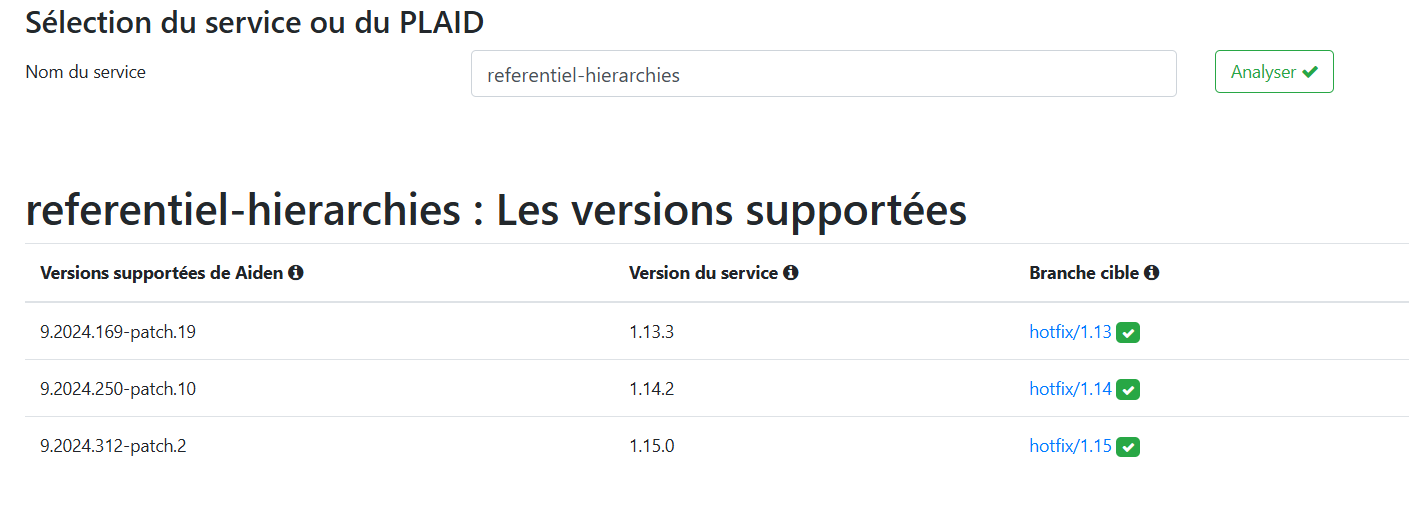 Sélection du service ou du PLAID
Nom du service referentiel-hierarchies Analyser
referentiel-hierarchies : Les versions supportées
Versions supportées de Aiden Version du service Branche cible
9.2024.169-patch.19 1.13.3 hotfix/1.13
9.2024.250-patch.10 1.14.2 hotfix/1.14
9.2024.312-patch.2 1.15.0 hotfix/1.15